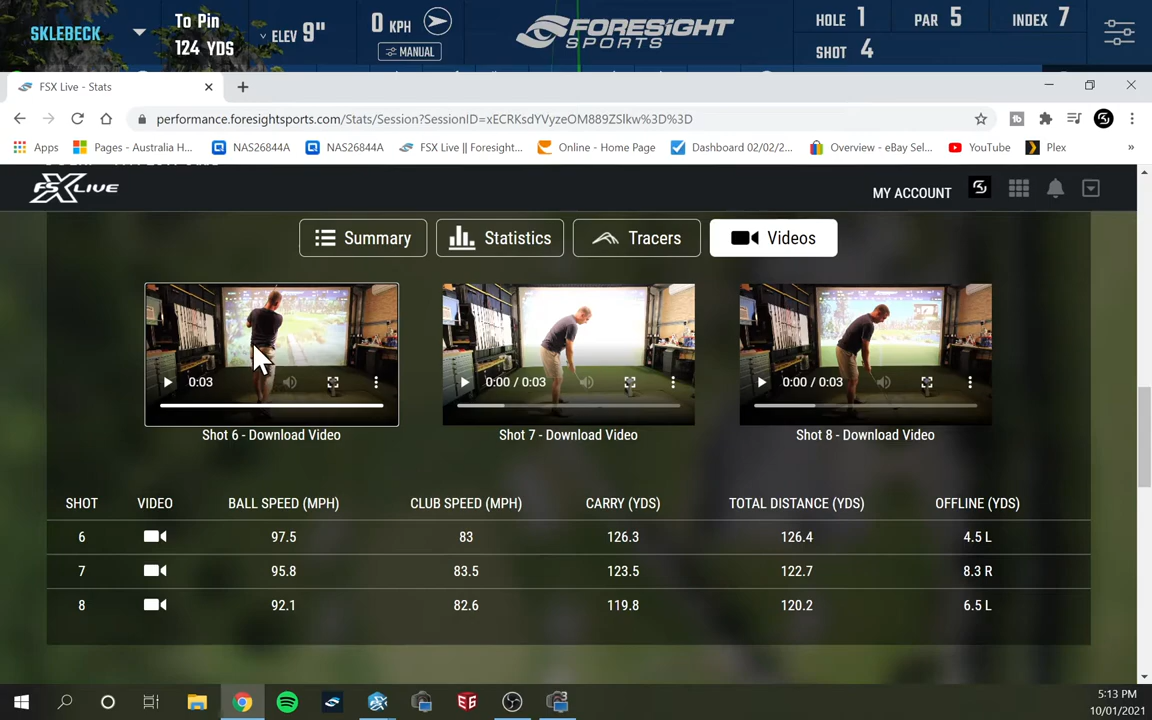 SKLEBECK
To Pin
124 YDS
ELEV 9"
0 KPH
MANUAL
FORESIGHT
SPORTS
HOLE 1
PAR 5
INDEX 7
SHOT 4
FSX Live - Stats
performance.foresightsports.com/Stats/Session?SessionID=xECRKsdYVyzeOM889ZSlkw%3D%3D
Apps
Pages - Australia H...
NAS26844A
NAS26844A
FSX Live || Foresight...
Online - Home Page
Dashboard 02/02/2...
Overview - eBay Sel...
YouTube
Plex
»
FSX LIVE
MY ACCOUNT
Summary
Statistics
Tracers
Videos
0:03
0:00 / 0:03
0:00 / 0:03
Shot 6 - Download Video
Shot 7 - Download Video
Shot 8 - Download Video
SHOT VIDEO BALL SPEED (MPH) CLUB SPEED (MPH) CARRY (YDS) TOTAL DISTANCE (YDS) OFFLINE (YDS)
6 97.5 83 126.3 126.4 4.5 L
7 95.8 83.5 123.5 122.7 8.3 R
8 92.1 82.6 119.8 120.2 6.5 L
5:13 PM
10/01/2021